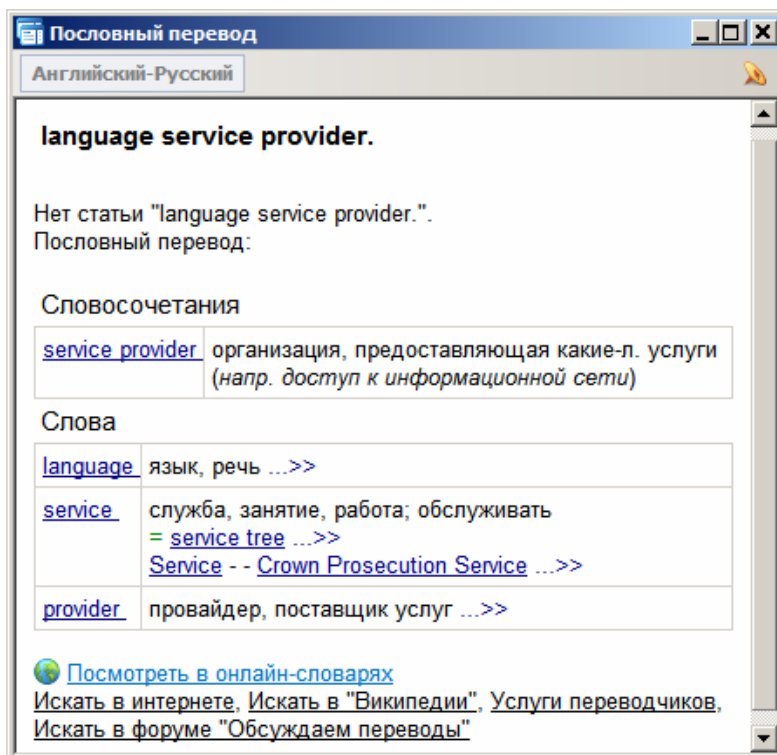 Пословный перевод
Английский-Русский
language service provider.
Нет статьи "language service provider.".
Пословный перевод:
Словосочетания
service provider организация, предоставляющая какие-л. услуги
(напр. доступ к информационной сети)
Слова
language язык, речь ...>>
service служба, занятие, работа; обслуживать
= service tree ...>>
Service - - Crown Prosecution Service ...>>
provider провайдер, поставщик услуг ...>>
Посмотреть в онлайн-словарях
Искать в интернете, Искать в "Википедии", Услуги переводчиков,
Искать в форуме "Обсуждаем переводы"